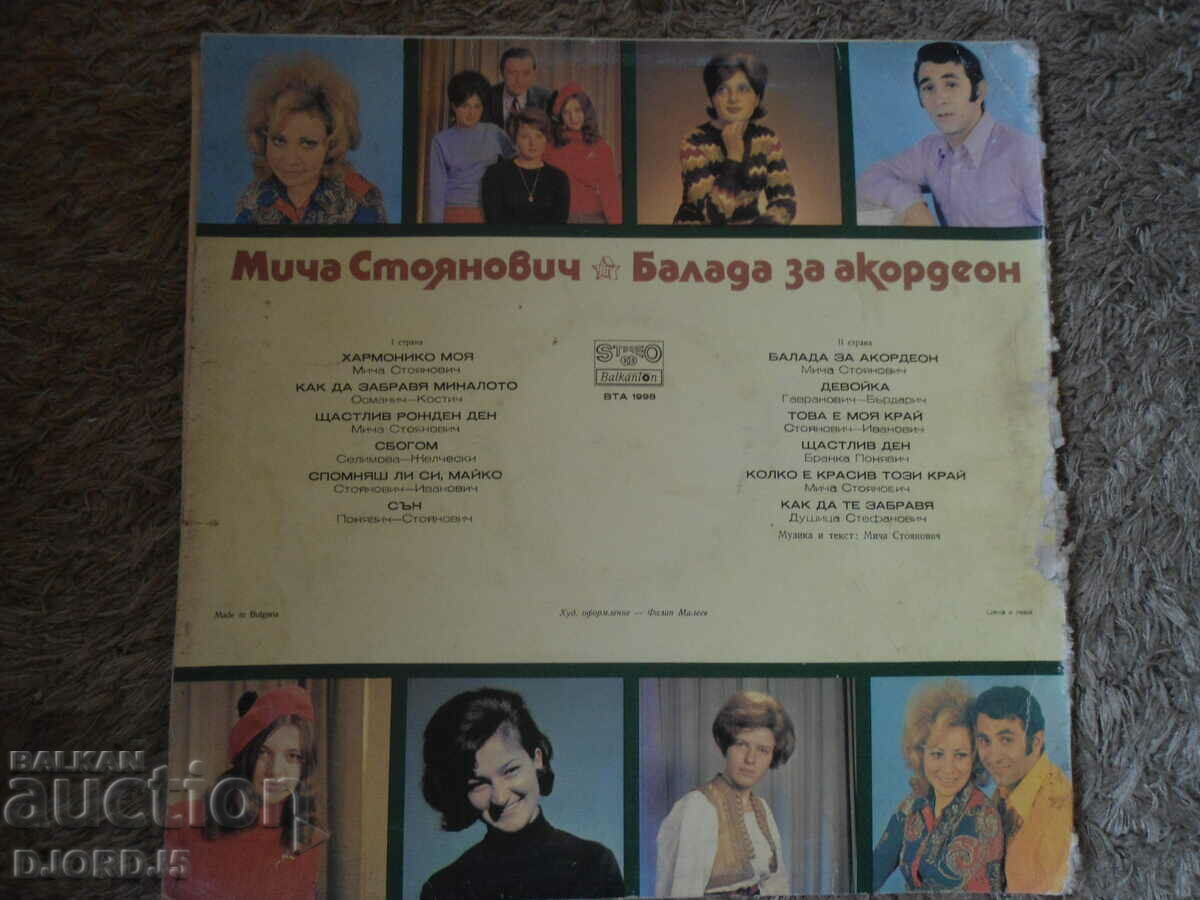 Мича Стоянович Балада за акордеон
I страна
ХАРМОНИКО МОЯ
Мича Стоянович
КАК ДА ЗАБРАВЯ МИНАЛОТО
Османич—Костич
ЩАСТЛИВ РОЖДЕН ДЕН
Мича Стоянович
СБОГОМ
Селимова—Желчески
СПОМНЯШ ЛИ СИ, МАЙКО
Стоянович—Иванович
СЪН
Понявич—Стоянович
STEREO
Balkanton
ВТА 1998
II страна
БАЛАДА ЗА АКОРДЕОН
Мича Стоянович
ДЕВОЙКА
Гавранович—Бърдарич
ТОВА Е МОЯ КРАЙ
Стоянович—Иванович
ЩАСТЛИВ ДЕН
Бранка Понявич
КОЛКО Е КРАСИВ ТОЗИ КРАЙ
Мича Стоянович
КАК ДА ТЕ ЗАБРАВЯ
Душица Стефанович
Музика и текст: Мича Стоянович
Made in Bulgaria
Худ. оформление — Филип Малеев
BALKAN
auction
DJORD.15